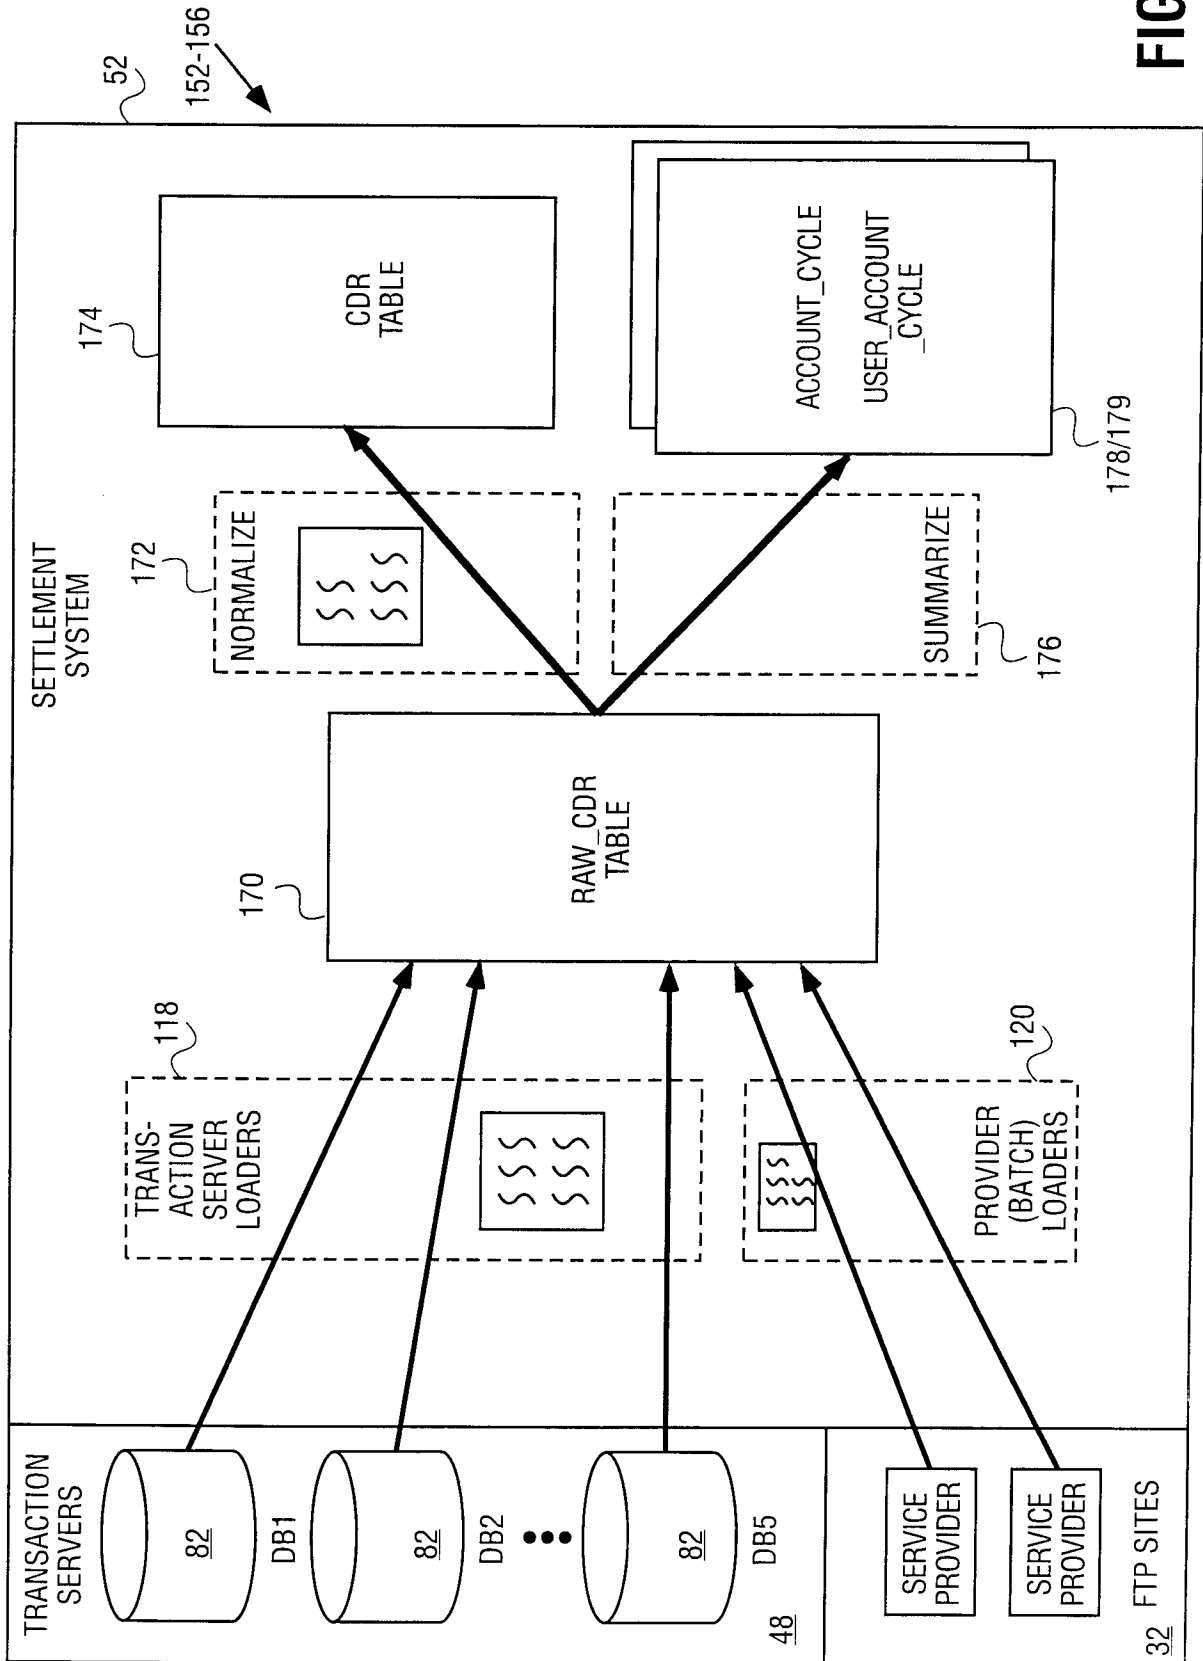 TRANSACTION
SERVERS
82
DB1
82
DB2
82
DB5
48
SERVICE
PROVIDER
SERVICE
PROVIDER
32
FTP SITES
SETTLEMENT
SYSTEM
52
152-156
118
TRANS-
ACTION
SERVER
LOADERS
120
PROVIDER
(BATCH)
LOADERS
170
RAW_CDR
TABLE
172
NORMALIZE
176
SUMMARIZE
174
CDR
TABLE
ACCOUNT_CYCLE
USER_ACCOUNT
_CYCLE
178/179
FIG